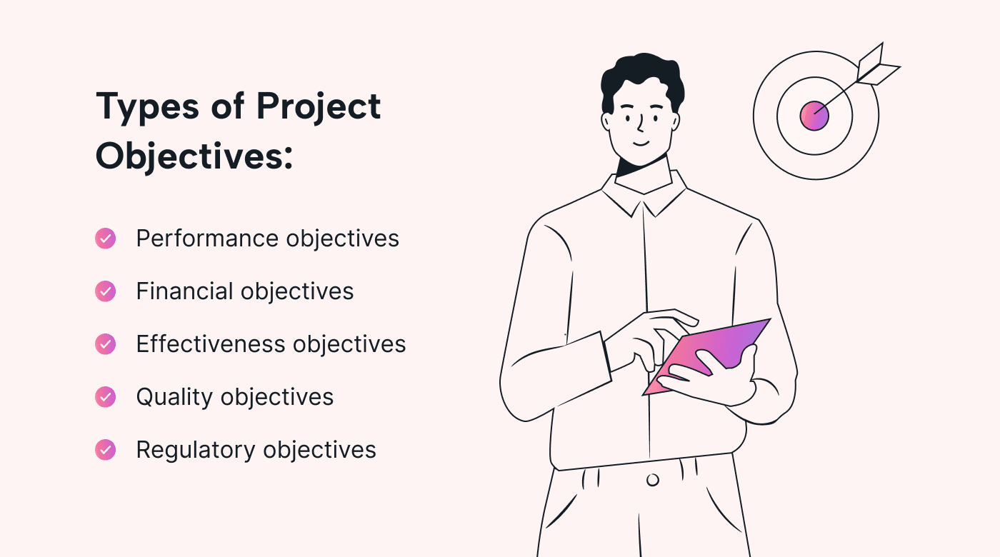 Types of Project
Objectives:
Performance objectives
Financial objectives
Effectiveness objectives
Quality objectives
Regulatory objectives